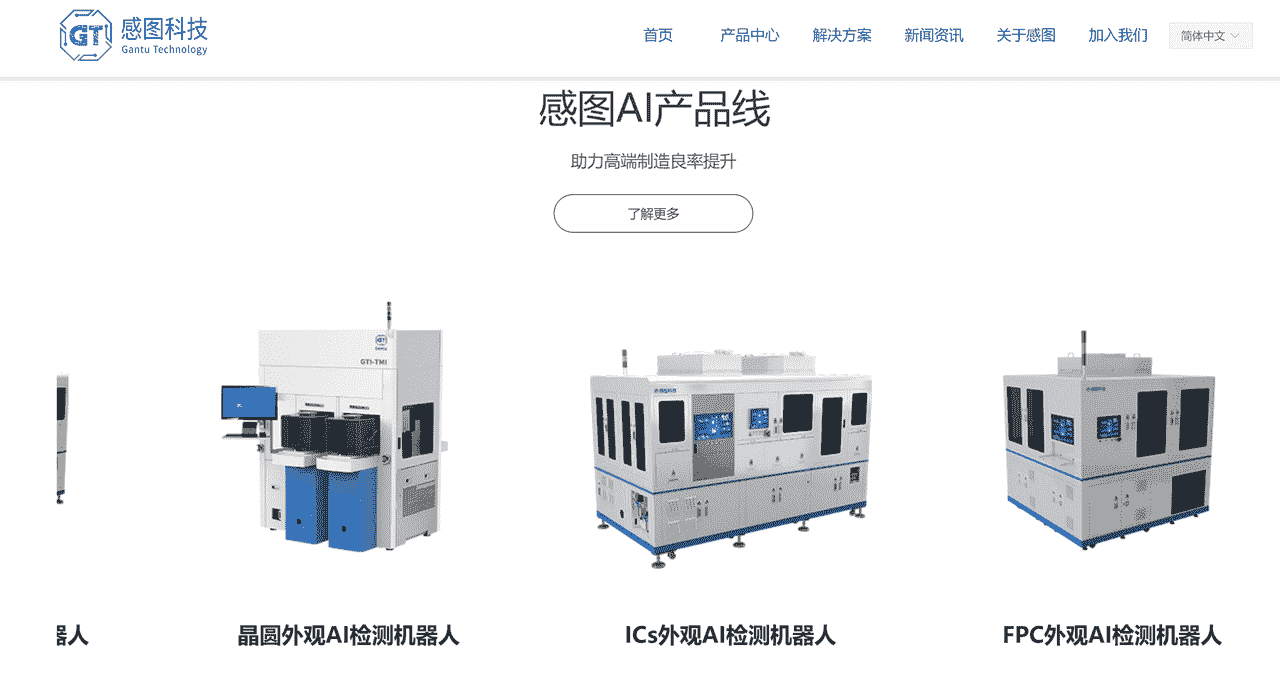 GT 感图科技
Gantu Technology
首页 产品中心 解决方案 新闻资讯 关于感图 加入我们 简体中文
感图AI产品线
助力高端制造良率提升
了解更多
GTI-TMI
器人 晶圆外观AI检测机器人 ICs外观AI检测机器人 FPC外观AI检测机器人